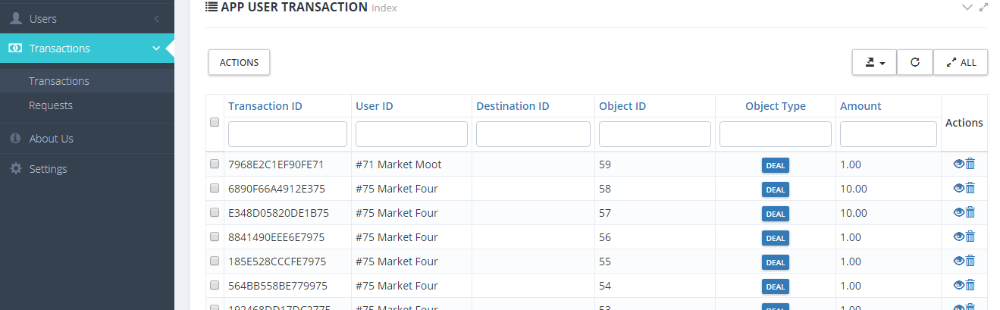 Users
Transactions
Transactions
Requests
About Us
Settings
APP USER TRANSACTION Index
ACTIONS
ALL
Transaction ID User ID Destination ID Object ID Object Type Amount Actions
7968E2C1EF90FE71 #71 Market Moot 59 DEAL 1.00
6890F66A4912E375 #75 Market Four 58 DEAL 10.00
E348D05820DE1B75 #75 Market Four 57 DEAL 10.00
8841490EEE6E7975 #75 Market Four 56 DEAL 1.00
185E528CCCFE7975 #75 Market Four 55 DEAL 1.00
564BB558BE779975 #75 Market Four 54 DEAL 1.00
192468DD17DC2775 #75 Market Four 53 DEAL 1.00